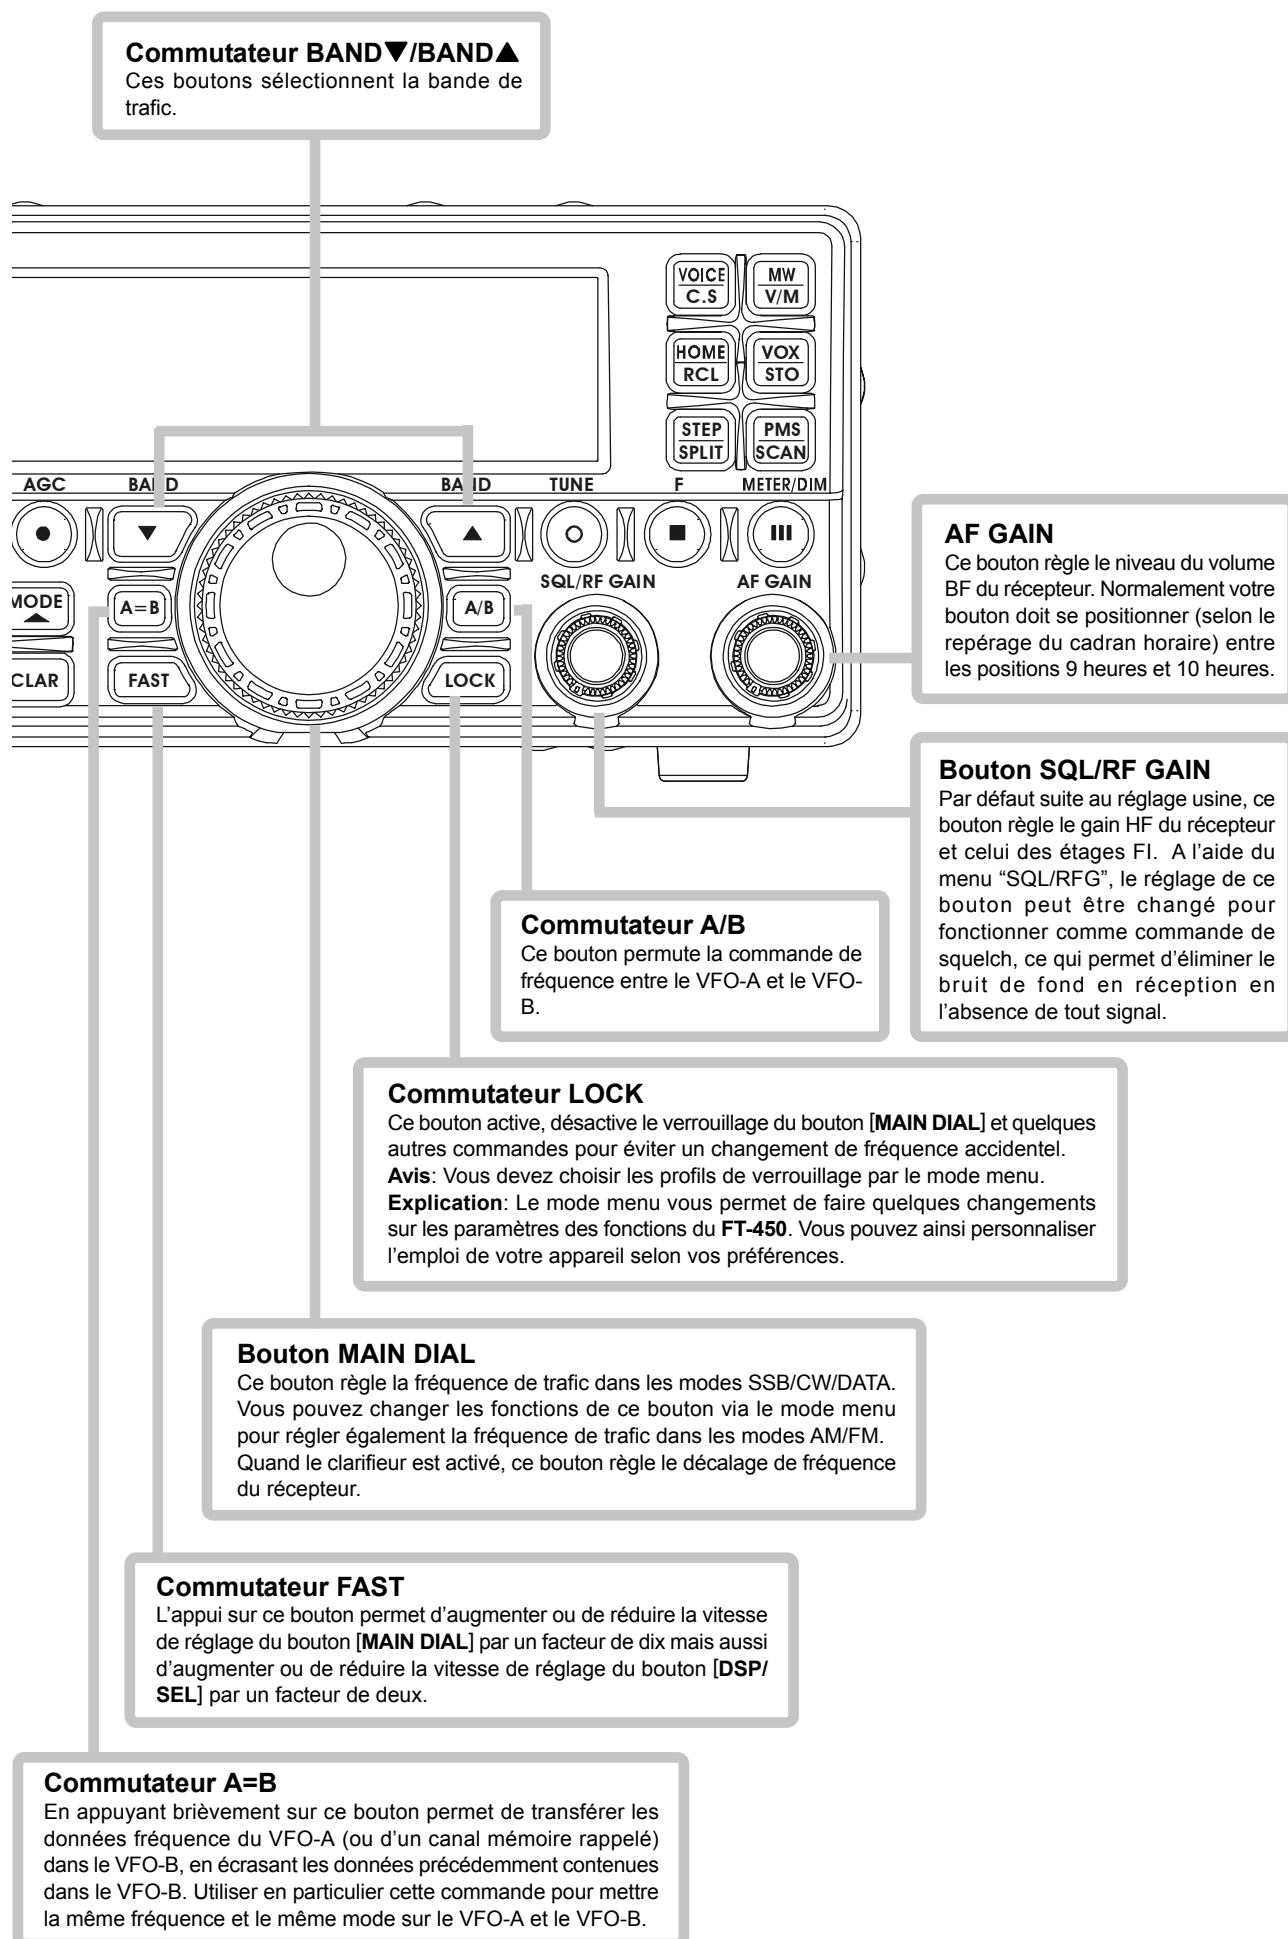 Commutateur BAND▼/BAND▲
Ces boutons sélectionnent la bande de
trafic.
VOICE
C.S
MW
V/M
HOME
RCL
VOX
STO
STEP
SPLIT
PMS
SCAN
AGC
BAND
BAND
TUNE
F
METER/DIM
MODE
A=B
A/B
SQL/RF GAIN
AF GAIN
CLAR
FAST
LOCK
AF GAIN
Ce bouton règle le niveau du volume
BF du récepteur. Normalement votre
bouton doit se positionner (selon le
repérage du cadran horaire) entre
les positions 9 heures et 10 heures.
Bouton SQL/RF GAIN
Par défaut suite au réglage usine, ce
bouton règle le gain HF du récepteur
et celui des étages FI. A l’aide du
menu “SQL/RFG”, le réglage de ce
bouton peut être changé pour
fonctionner comme commande de
squelch, ce qui permet d’éliminer le
bruit de fond en réception en
l’absence de tout signal.
Commutateur A/B
Ce bouton permute la commande de
fréquence entre le VFO-A et le VFO-
B.
Commutateur LOCK
Ce bouton active, désactive le verrouillage du bouton [MAIN DIAL] et quelques
autres commandes pour éviter un changement de fréquence accidentel.
Avis: Vous devez choisir les profils de verrouillage par le mode menu.
Explication: Le mode menu vous permet de faire quelques changements
sur les paramètres des fonctions du FT-450. Vous pouvez ainsi personnaliser
l’emploi de votre appareil selon vos préférences.
Bouton MAIN DIAL
Ce bouton règle la fréquence de trafic dans les modes SSB/CW/DATA.
Vous pouvez changer les fonctions de ce bouton via le mode menu
pour régler également la fréquence de trafic dans les modes AM/FM.
Quand le clarifieur est activé, ce bouton règle le décalage de fréquence
du récepteur.
Commutateur FAST
L’appui sur ce bouton permet d’augmenter ou de réduire la vitesse
de réglage du bouton [MAIN DIAL] par un facteur de dix mais aussi
d’augmenter ou de réduire la vitesse de réglage du bouton [DSP/
SEL] par un facteur de deux.
Commutateur A=B
En appuyant brièvement sur ce bouton permet de transférer les
données fréquence du VFO-A (ou d’un canal mémoire rappelé)
dans le VFO-B, en écrasant les données précédemment contenues
dans le VFO-B. Utiliser en particulier cette commande pour mettre
la même fréquence et le même mode sur le VFO-A et le VFO-B.